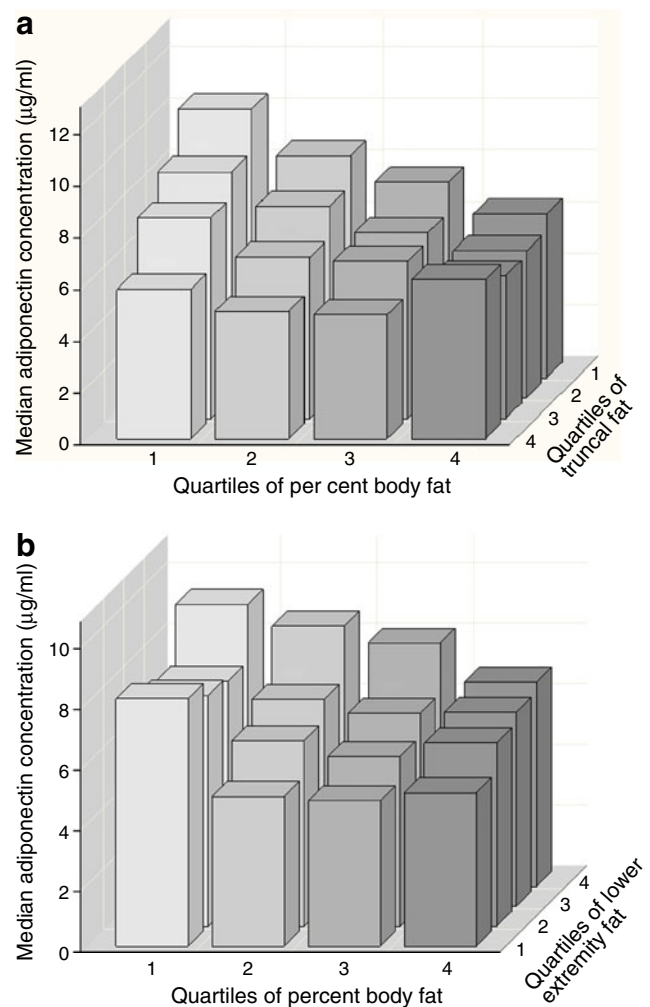 a
Median adiponectin concentration (µg/ml)
12
10
8
6
4
2
0
1 2 3 4
Quartiles of per cent body fat
1
2
3
4
Quartiles of
truncal fat
b
Median adiponectin concentration (µg/ml)
10
8
6
4
2
0
1 2 3 4
Quartiles of percent body fat
4
3
2
1
Quartiles of lower
extremity fat